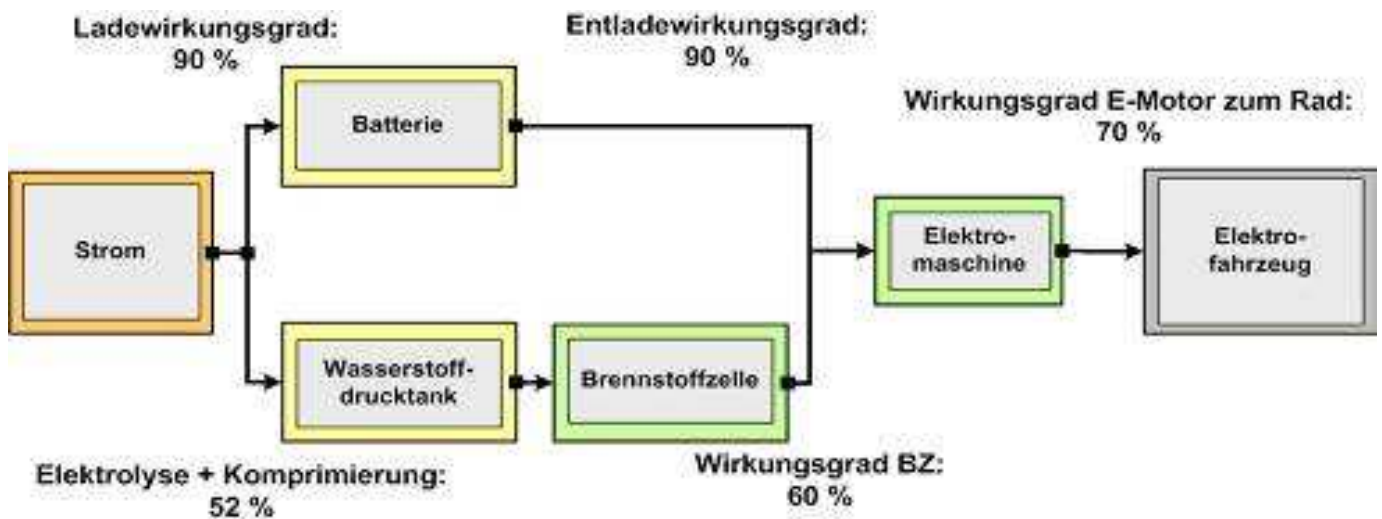 Ladewirkungsgrad:
90 %
Entladewirkungsgrad:
90 %
Batterie
Wirkungsgrad E-Motor zum Rad:
70 %
Strom
Elektro-
maschine
Elektro-
fahrzeug
Wasserstoff-
drucktank
Brennstoffzelle
Elektrolyse + Komprimierung:
52 %
Wirkungsgrad BZ:
60 %